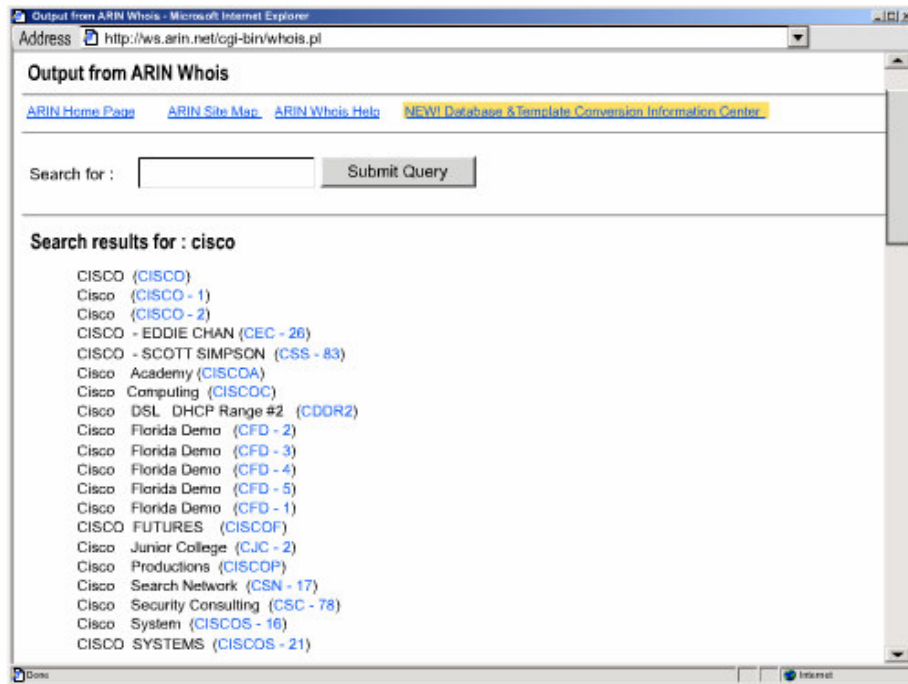 Output from ARIN Whois - Microsoft Internet Explorer
Address http://ws.arin.net/cgi-bin/whois.pl
Output from ARIN Whois
ARIN Home Page ARIN Site Map ARIN Whois Help NEW! Database & Template Conversion Information Center
Search for : Submit Query
Search results for : cisco
CISCO (CISCO)
Cisco (CISCO - 1)
Cisco (CISCO - 2)
CISCO - EDDIE CHAN (CEC - 26)
CISCO - SCOTT SIMPSON (CSS - 83)
Cisco Academy (CISCOA)
Cisco Computing (CISCOC)
Cisco DSL DHCP Range #2 (CDDR2)
Cisco Florida Demo (CFD - 2)
Cisco Florida Demo (CFD - 3)
Cisco Florida Demo (CFD - 4)
Cisco Florida Demo (CFD - 5)
Cisco Florida Demo (CFD - 1)
CISCO FUTURES (CISCOF)
Cisco Junior College (CJC - 2)
Cisco Productions (CISCOP)
Cisco Search Network (CSN - 17)
Cisco Security Consulting (CSC - 78)
Cisco System (CISCOS - 16)
CISCO SYSTEMS (CISCOS - 21)
Done Internet